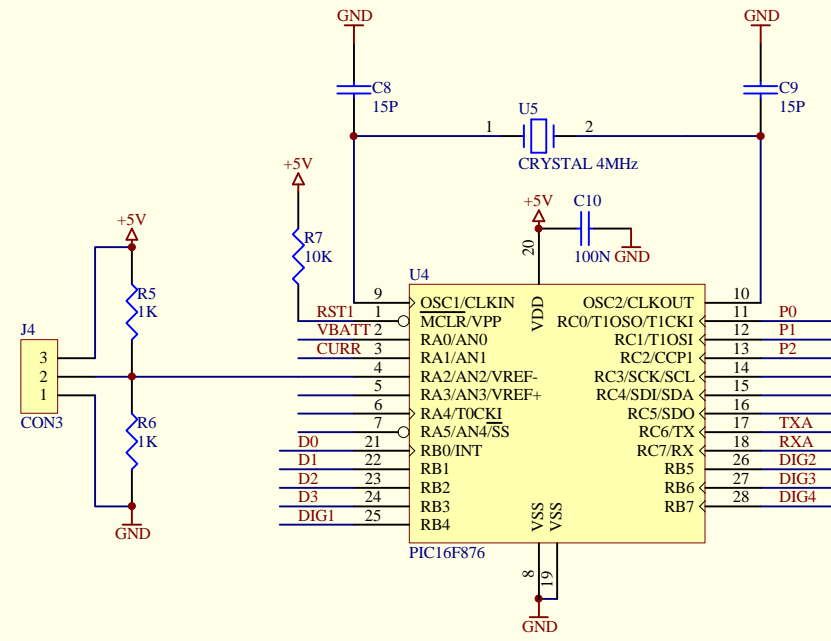 GND
GND
C8
15P
C9
15P
U5
1
2
CRYSTAL 4MHz
+5V
+5V
C10
100N
GND
20
+5V
R7
10K
R5
1K
J4
3
2
1
CON3
R6
1K
GND
U4
9 OSC1/CLKIN
RST1 1 MCLR/VPP
VBATT 2 RA0/AN0
CURR 3 RA1/AN1
4 RA2/AN2/VREF-
5 RA3/AN3/VREF+
6 RA4/T0CKI
7 RA5/AN4/SS
D0 21 RB0/INT
D1 22 RB1
D2 23 RB2
D3 24 RB3
DIG1 25 RB4
VDD
OSC2/CLKOUT 10
RC0/T1OSO/T1CKI 11 P0
RC1/T1OSI 12 P1
RC2/CCP1 13 P2
RC3/SCK/SCL 14
RC4/SDI/SDA 15
RC5/SDO 16
RC6/TX 17 TXA
RC7/RX 18 RXA
RB5 26 DIG2
RB6 27 DIG3
RB7 28 DIG4
VSS
VSS
PIC16F876
8
19
GND